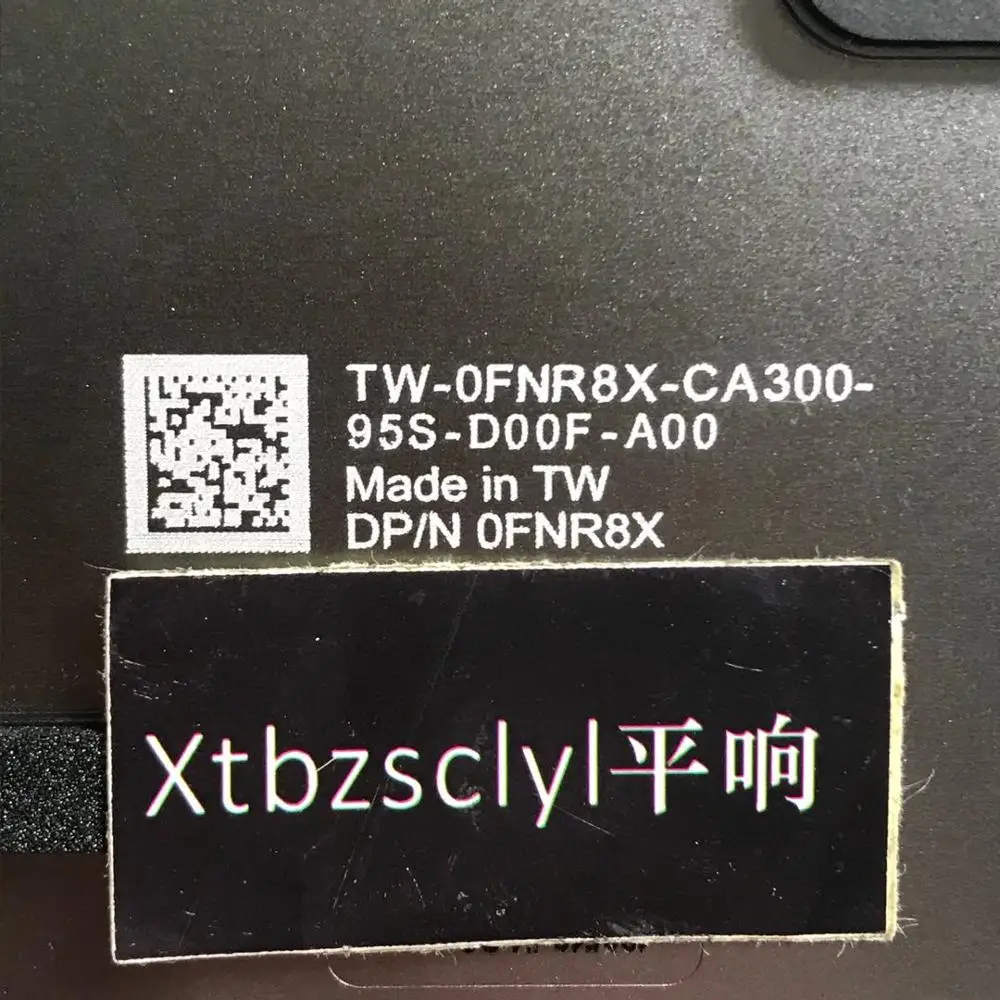 TW-0FNR8X-CA300-
95S-D00F-A00
Made in TW
DP/N 0FNR8X
Xtbzsclyl平响